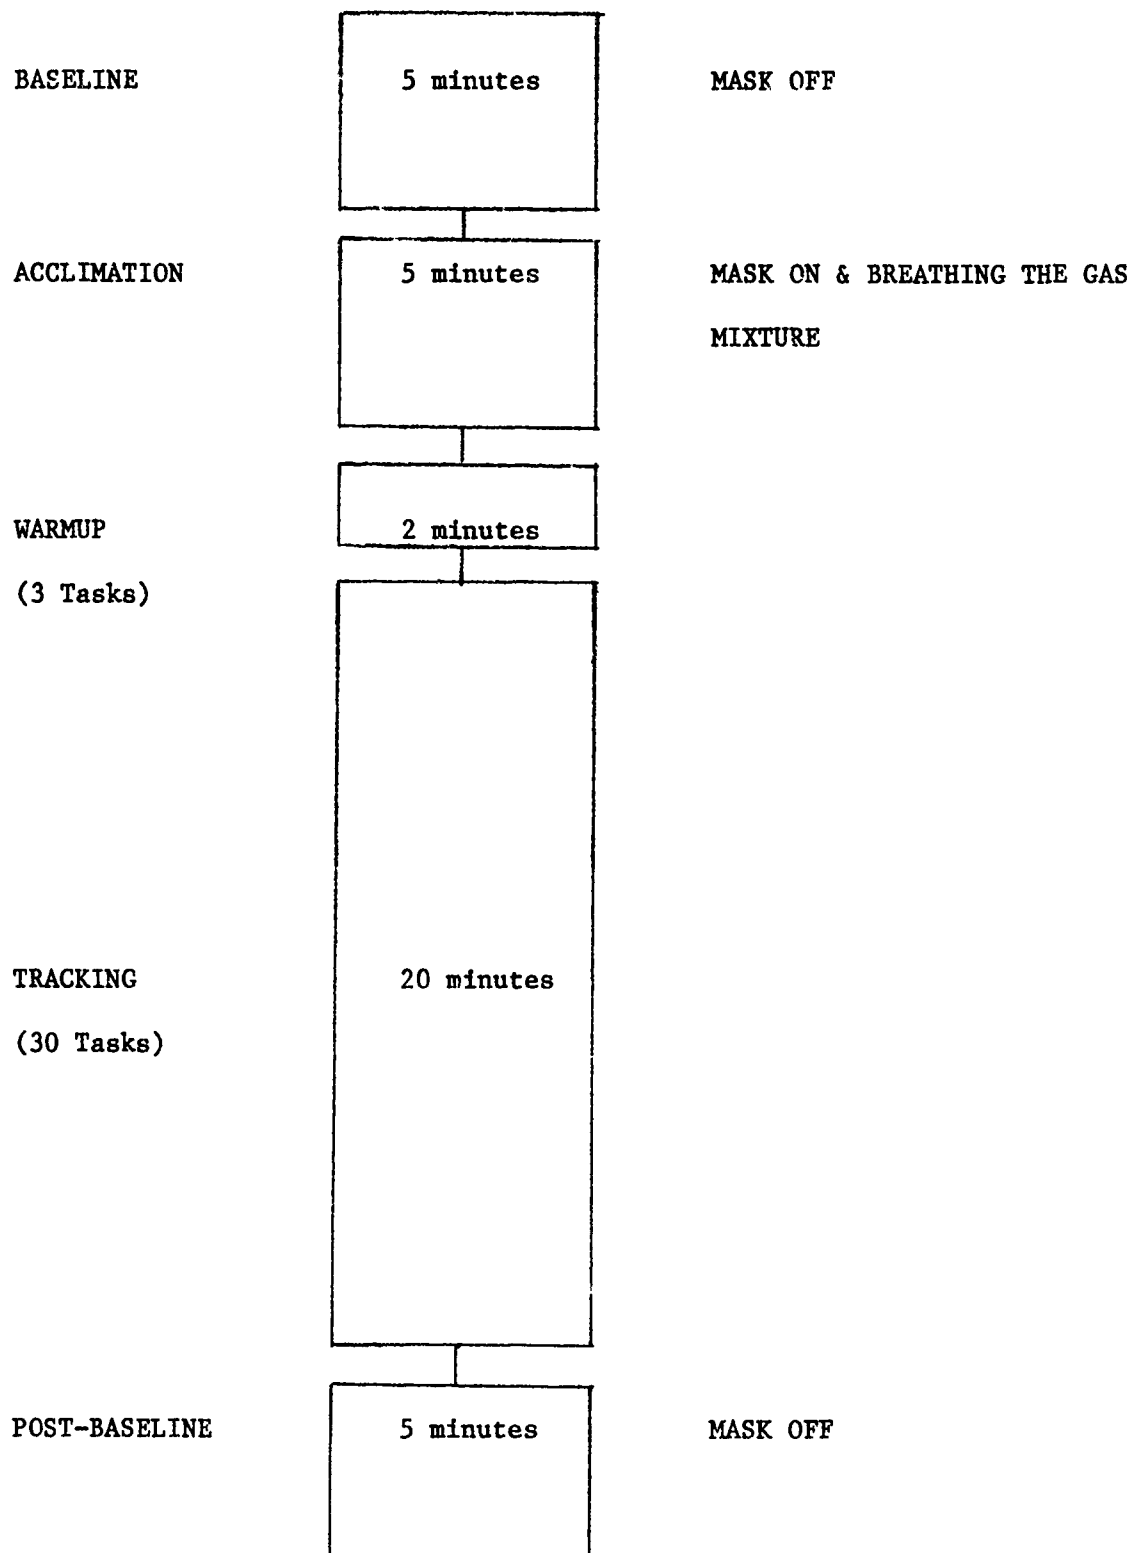 BASELINE 5 minutes MASK OFF
ACCLIMATION 5 minutes MASK ON & BREATHING THE GAS
MIXTURE
WARMUP 2 minutes
(3 Tasks)
TRACKING 20 minutes
(30 Tasks)
POST-BASELINE 5 minutes MASK OFF